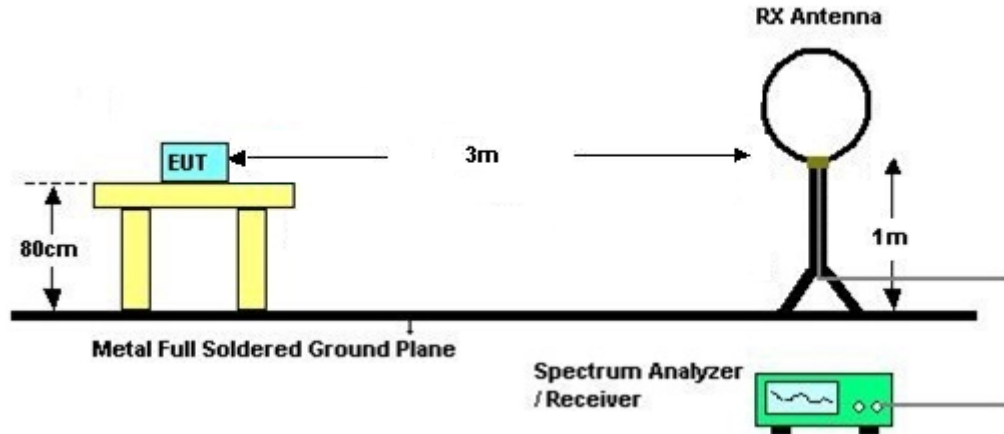 RX Antenna
EUT
3m
80cm
1m
Metal Full Soldered Ground Plane
Spectrum Analyzer
/ Receiver